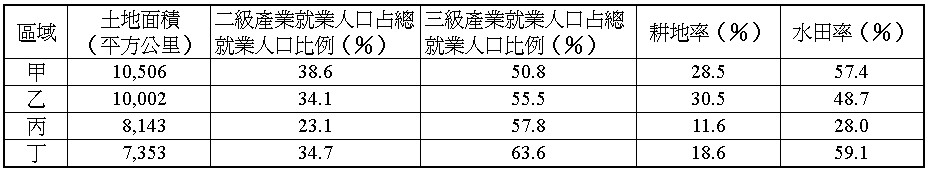 區域 土地面積（平方公里） 二級產業就業人口占總就業人口比例（%） 三級產業就業人口占總就業人口比例（%） 耕地率（%） 水田率（%）
甲 10,506 38.6 50.8 28.5 57.4
乙 10,002 34.1 55.5 30.5 48.7
丙 8,143 23.1 57.8 11.6 28.0
丁 7,353 34.7 63.6 18.6 59.1